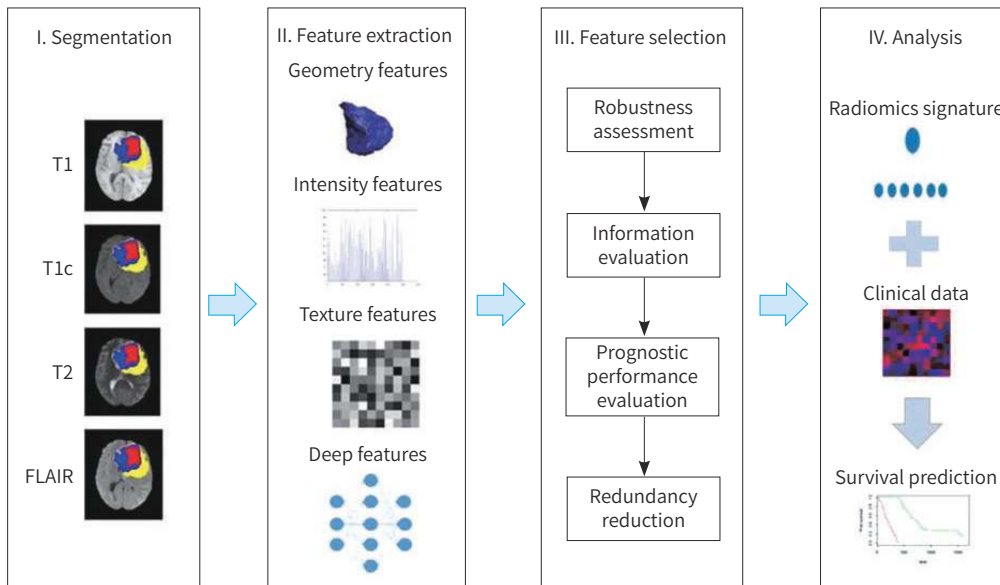 I. Segmentation
T1
T1c
T2
FLAIR
II. Feature extraction
Geometry features
Intensity features
Texture features
Deep features
III. Feature selection
Robustness
assessment
Information
evaluation
Prognostic
performance
evaluation
Redundancy
reduction
IV. Analysis
Radiomics signature
Clinical data
Survival prediction